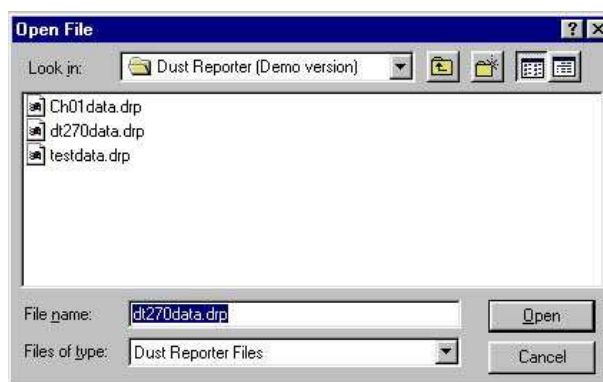 Open File
Look in: Dust Reporter (Demo version)
Ch01data.drp
dt270data.drp
testdata.drp
File name: dt270data.drp Open
Files of type: Dust Reporter Files Cancel